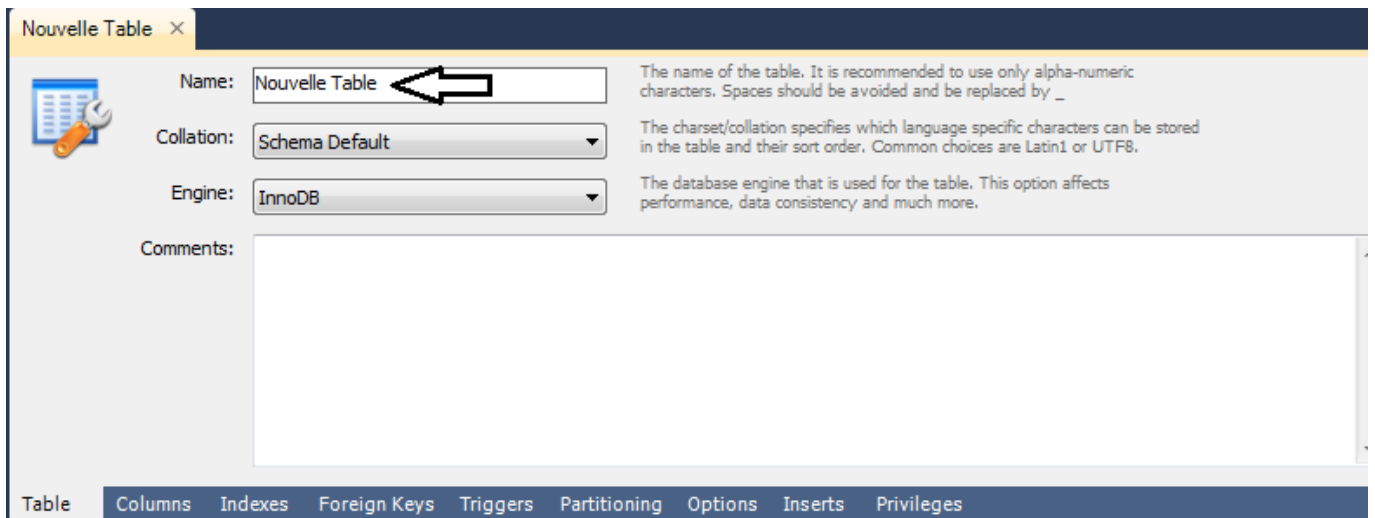 Nouvelle Table ×
Name:
Nouvelle Table
The name of the table. It is recommended to use only alpha-numeric
characters. Spaces should be avoided and be replaced by _
Collation:
Schema Default
The charset/collation specifies which language specific characters can be stored
in the table and their sort order. Common choices are Latin1 or UTF8.
Engine:
InnoDB
The database engine that is used for the table. This option affects
performance, data consistency and much more.
Comments:
Table Columns Indexes Foreign Keys Triggers Partitioning Options Inserts Privileges